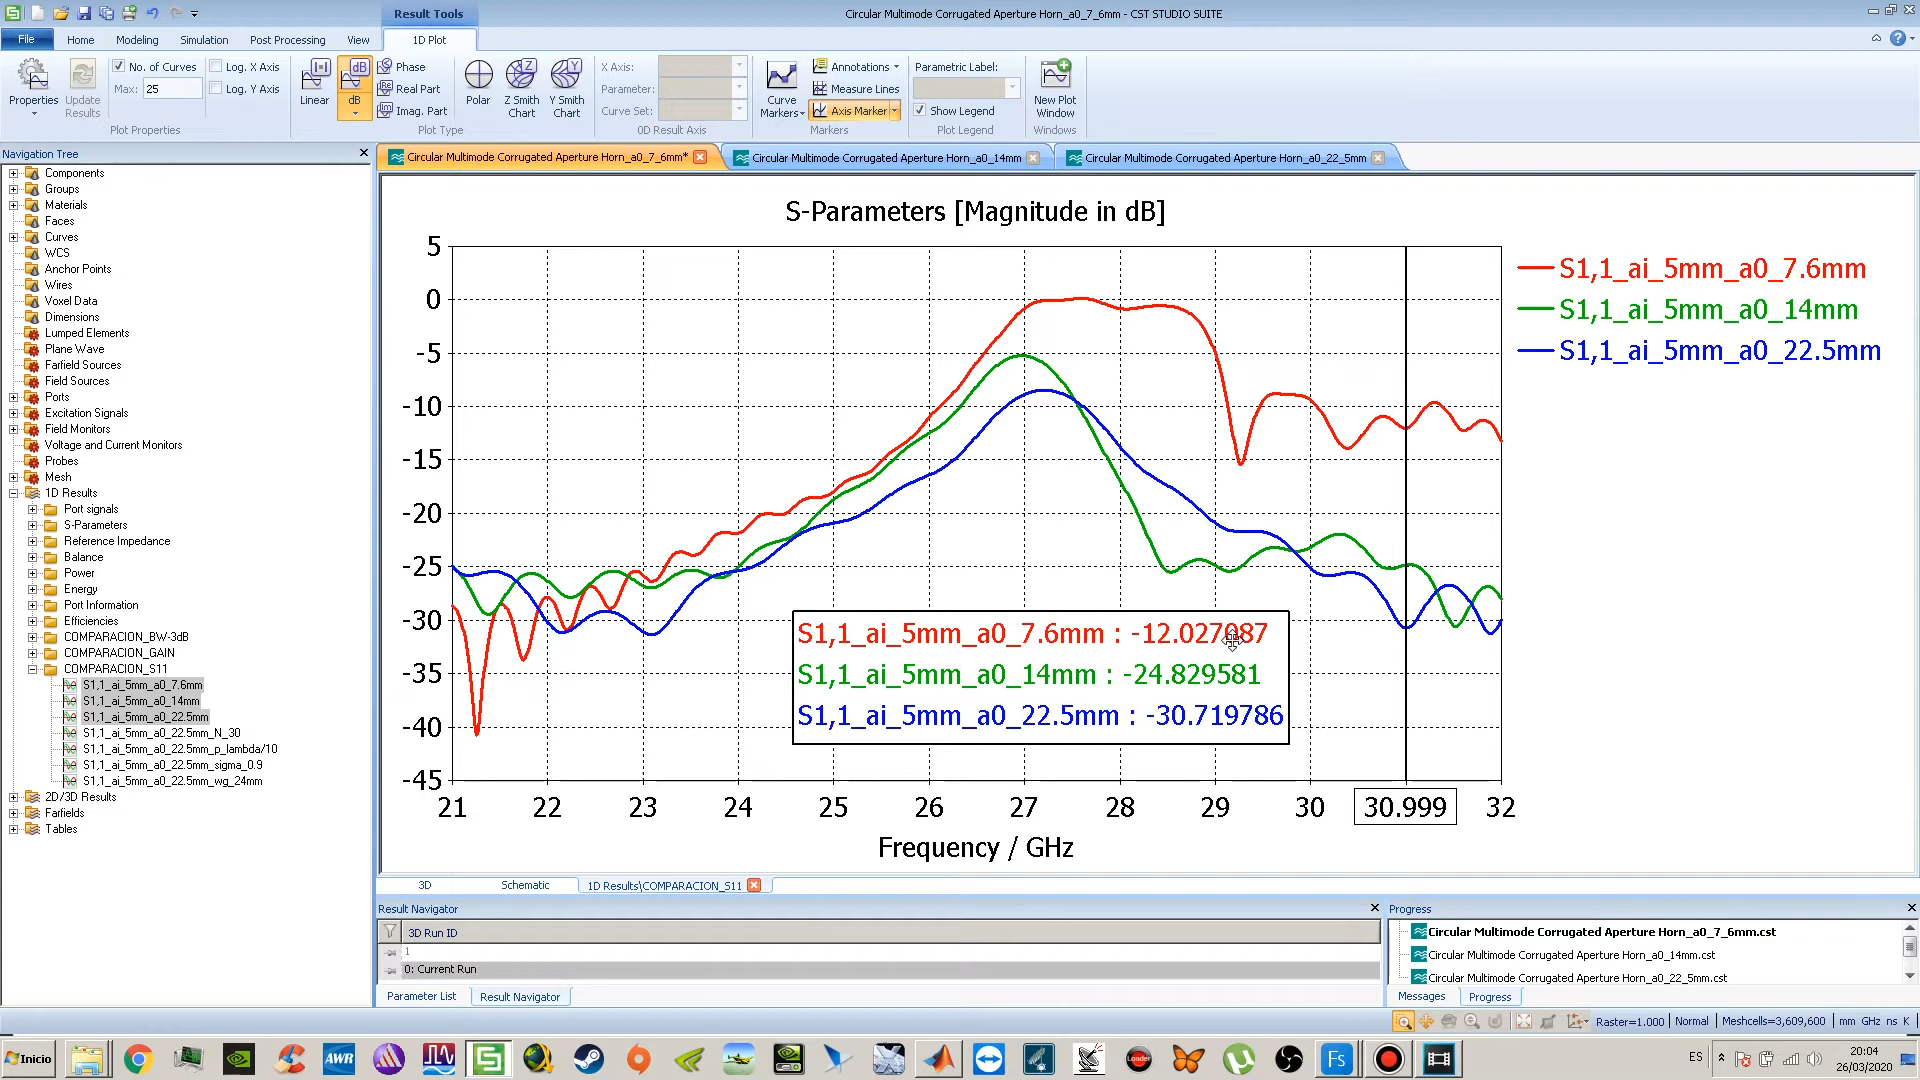 Result Tools
Circular Multimode Corrugated Aperture Horn_a0_7_6mm - CST STUDIO SUITE
File
Home
Modeling
Simulation
Post Processing
View
1D Plot
Properties
Update Results
No. of Curves
Max: 25
Log. X Axis
Log. Y Axis
Plot Properties
Linear
dB
Phase
Real Part
Imag. Part
Polar
Z Smith Chart
Y Smith Chart
Plot Type
X Axis:
Parameter:
Curve Set:
0D Result Axis
Curve Markers
Annotations
Measure Lines
Axis Marker
Markers
Parametric Label:
Show Legend
Plot Legend
New Plot Window
Windows
Navigation Tree
Components
Groups
Materials
Faces
Curves
WCS
Anchor Points
Wires
Voxel Data
Dimensions
Lumped Elements
Plane Wave
Farfield Sources
Field Sources
Ports
Excitation Signals
Field Monitors
Voltage and Current Monitors
Probes
Mesh
1D Results
Port signals
S-Parameters
Reference Impedance
Balance
Power
Energy
Port Information
Efficiencies
COMPARACION_BW-3dB
COMPARACION_GAIN
COMPARACION_S11
S1,1_ai_5mm_a0_7.6mm
S1,1_ai_5mm_a0_14mm
S1,1_ai_5mm_a0_22.5mm
S1,1_ai_5mm_a0_22.5mm_N_30
S1,1_ai_5mm_a0_22.5mm_p_lambda/10
S1,1_ai_5mm_a0_22.5mm_sigma_0.9
S1,1_ai_5mm_a0_22.5mm_wg_24mm
2D/3D Results
Farfields
Tables
Circular Multimode Corrugated Aperture Horn_a0_7_6mm*
Circular Multimode Corrugated Aperture Horn_a0_14mm
Circular Multimode Corrugated Aperture Horn_a0_22_5mm
S-Parameters [Magnitude in dB]
5
0
-5
-10
-15
-20
-25
-30
-35
-40
-45
21 22 23 24 25 26 27 28 29 30 30.999 32
Frequency / GHz
S1,1_ai_5mm_a0_7.6mm
S1,1_ai_5mm_a0_14mm
S1,1_ai_5mm_a0_22.5mm
S1,1_ai_5mm_a0_7.6mm : -12.027087
S1,1_ai_5mm_a0_14mm : -24.829581
S1,1_ai_5mm_a0_22.5mm : -30.719786
3D
Schematic
1D Results\COMPARACION_S11
Result Navigator
3D Run ID
1
0: Current Run
Parameter List
Result Navigator
Progress
Circular Multimode Corrugated Aperture Horn_a0_7_6mm.cst
Circular Multimode Corrugated Aperture Horn_a0_14mm.cst
Circular Multimode Corrugated Aperture Horn_a0_22_5mm.cst
Messages
Progress
Raster=1.000
Normal
Meshcells=3,609,600
mm GHz ns K
Inicio
AWR
Loader
Fs
ES
20:04
26/03/2020